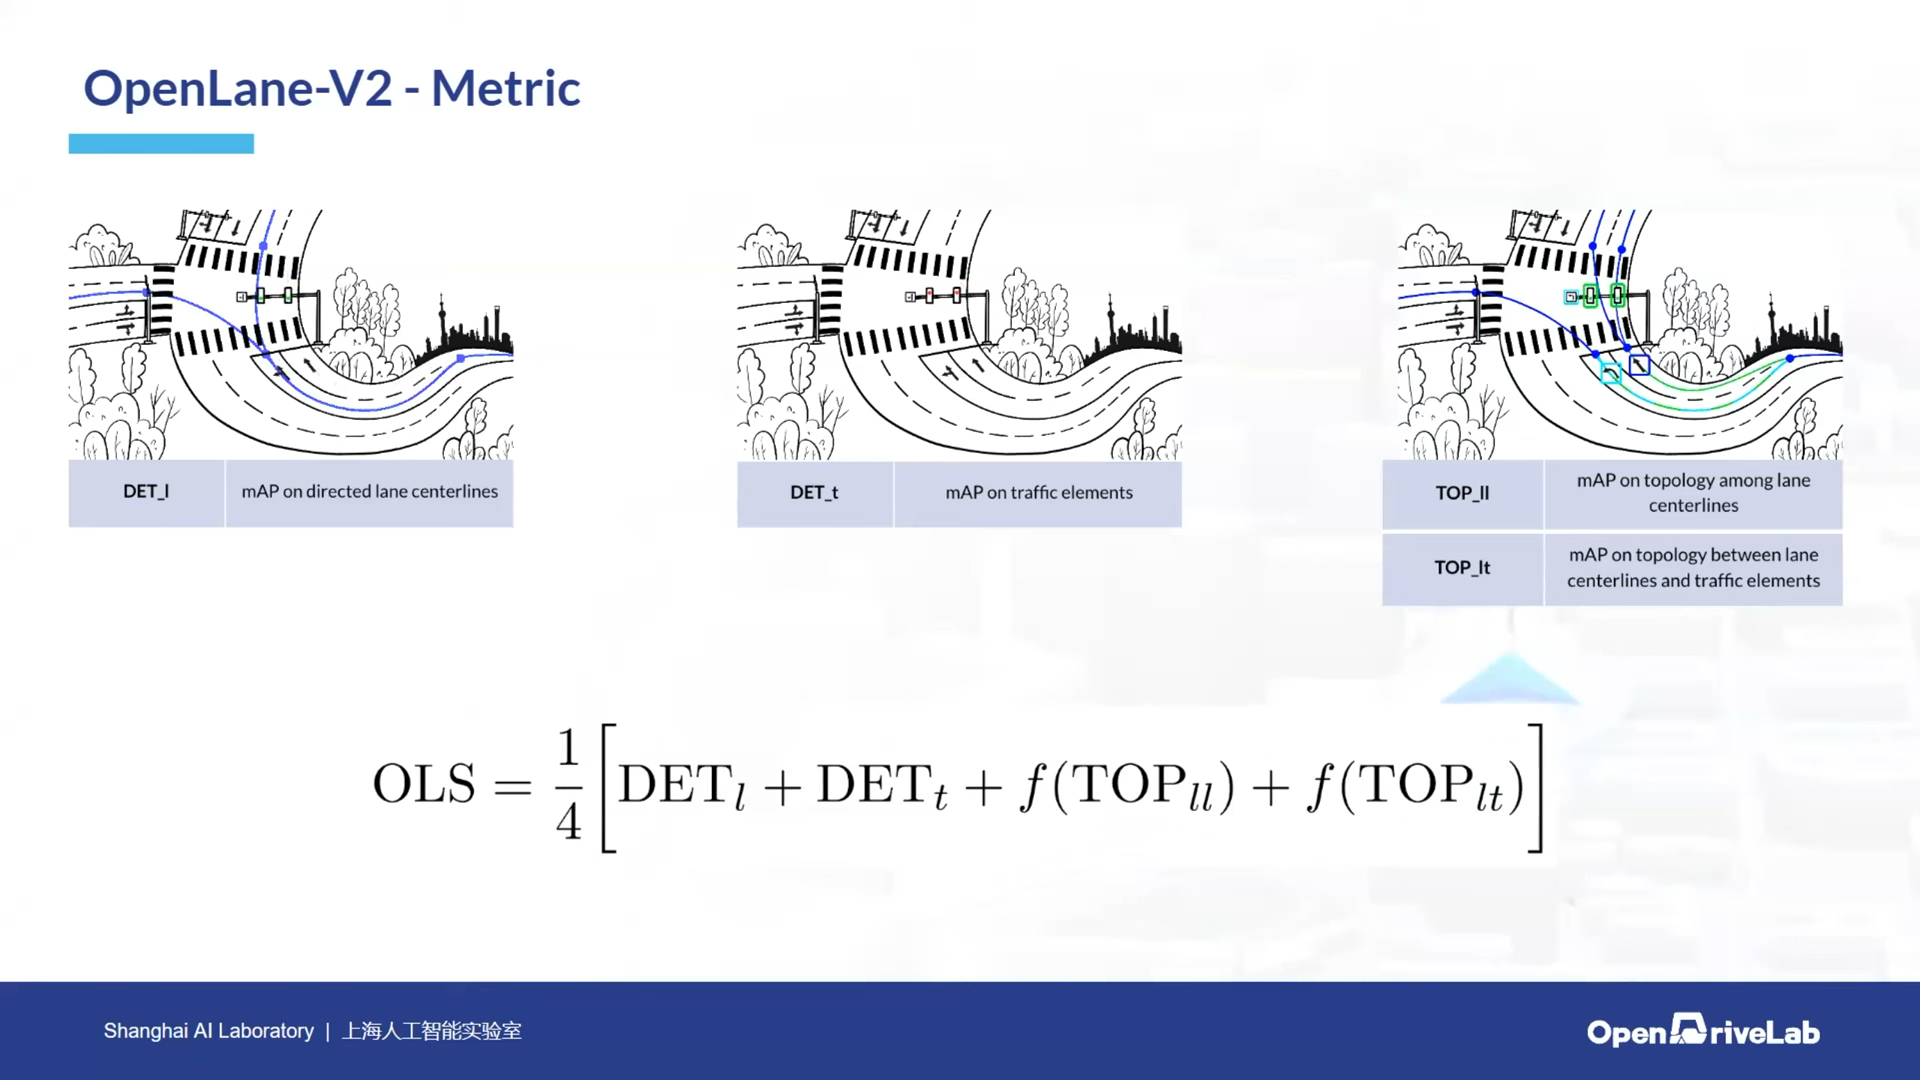 OpenLane-V2 - Metric
DET_l
mAP on directed lane centerlines
DET_t
mAP on traffic elements
TOP_ll
mAP on topology among lane
centerlines
TOP_lt
mAP on topology between lane
centerlines and traffic elements
OLS = 1/4 [DET_l + DET_t + f(TOP_ll) + f(TOP_lt)]
Shanghai AI Laboratory | 上海人工智能实验室
OpenDriveLab